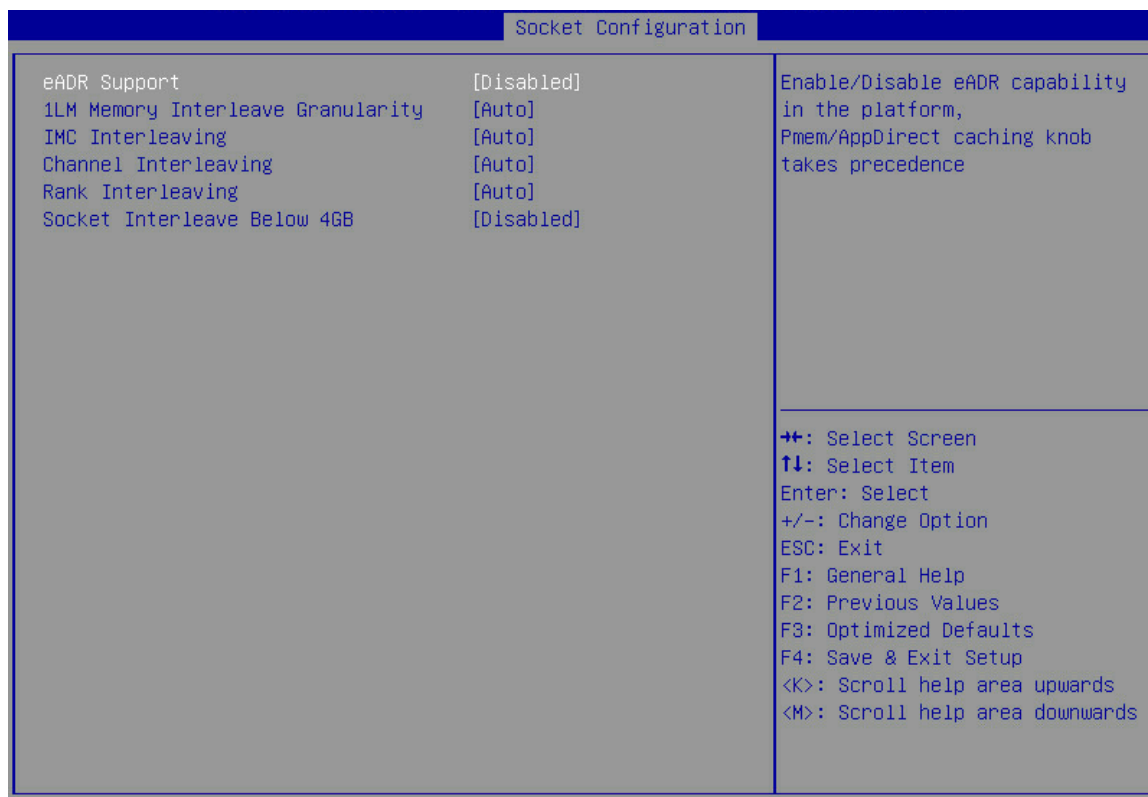 Socket Configuration
eADR Support [Disabled]
1LM Memory Interleave Granularity [Auto]
IMC Interleaving [Auto]
Channel Interleaving [Auto]
Rank Interleaving [Auto]
Socket Interleave Below 4GB [Disabled]
Enable/Disable eADR capability
in the platform,
Pmem/AppDirect caching knob
takes precedence
→←: Select Screen
↑↓: Select Item
Enter: Select
+/-: Change Option
ESC: Exit
F1: General Help
F2: Previous Values
F3: Optimized Defaults
F4: Save & Exit Setup
<K>: Scroll help area upwards
<M>: Scroll help area downwards